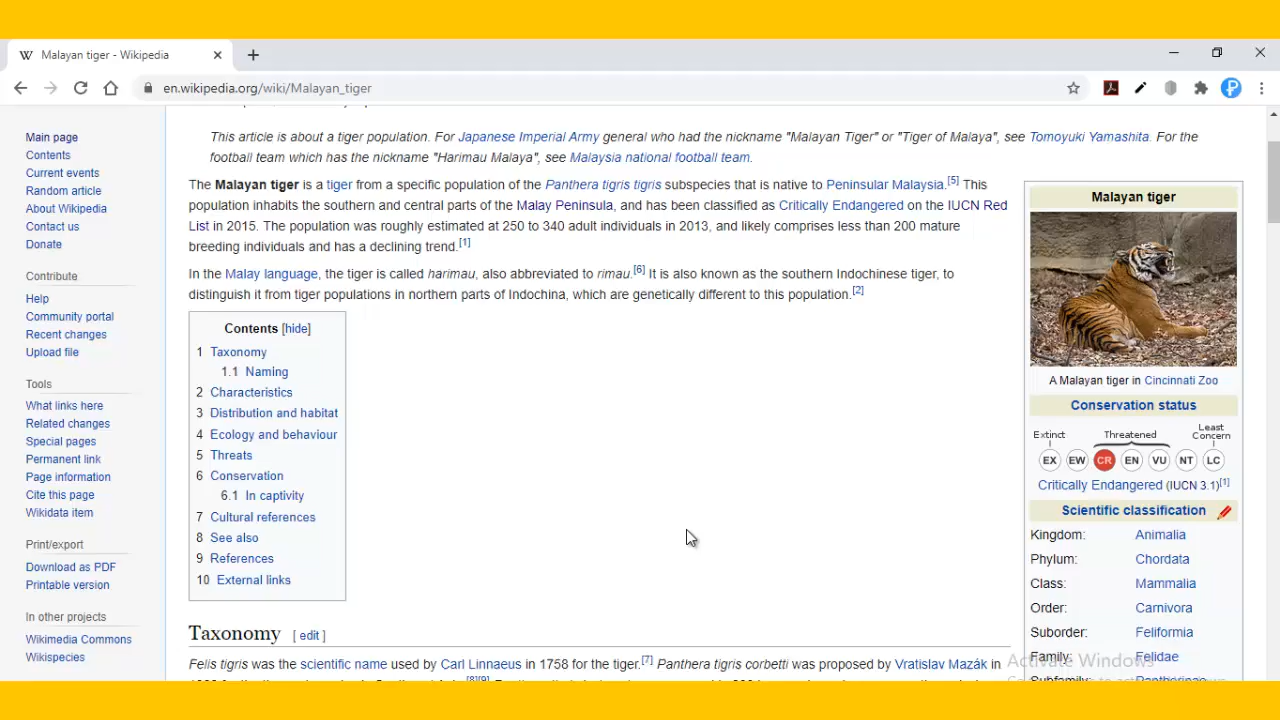 Malayan tiger - Wikipedia
en.wikipedia.org/wiki/Malayan_tiger
Main page
Contents
Current events
Random article
About Wikipedia
Contact us
Donate
Contribute
Help
Community portal
Recent changes
Upload file
Tools
What links here
Related changes
Special pages
Permanent link
Page information
Cite this page
Wikidata item
Print/export
Download as PDF
Printable version
In other projects
Wikimedia Commons
Wikispecies
This article is about a tiger population. For Japanese Imperial Army general who had the nickname "Malayan Tiger" or "Tiger of Malaya", see Tomoyuki Yamashita. For the
football team which has the nickname "Harimau Malaya", see Malaysia national football team.
The Malayan tiger is a tiger from a specific population of the Panthera tigris tigris subspecies that is native to Peninsular Malaysia.[5] This
population inhabits the southern and central parts of the Malay Peninsula, and has been classified as Critically Endangered on the IUCN Red
List in 2015. The population was roughly estimated at 250 to 340 adult individuals in 2013, and likely comprises less than 200 mature
breeding individuals and has a declining trend.[1]
In the Malay language, the tiger is called harimau, also abbreviated to rimau.[6] It is also known as the southern Indochinese tiger, to
distinguish it from tiger populations in northern parts of Indochina, which are genetically different to this population.[2]
Contents [hide]
1 Taxonomy
1.1 Naming
2 Characteristics
3 Distribution and habitat
4 Ecology and behaviour
5 Threats
6 Conservation
6.1 In captivity
7 Cultural references
8 See also
9 References
10 External links
Taxonomy [ edit ]
Felis tigris was the scientific name used by Carl Linnaeus in 1758 for the tiger.[7] Panthera tigris corbetti was proposed by Vratislav Mazák in
Malayan tiger
A Malayan tiger in Cincinnati Zoo
Conservation status
Extinct Threatened Least
Concern
EX EW CR EN VU NT LC
Critically Endangered (IUCN 3.1)[1]
Scientific classification
Kingdom: Animalia
Phylum: Chordata
Class: Mammalia
Order: Carnivora
Suborder: Feliformia
Family: Felidae
Activate Windows